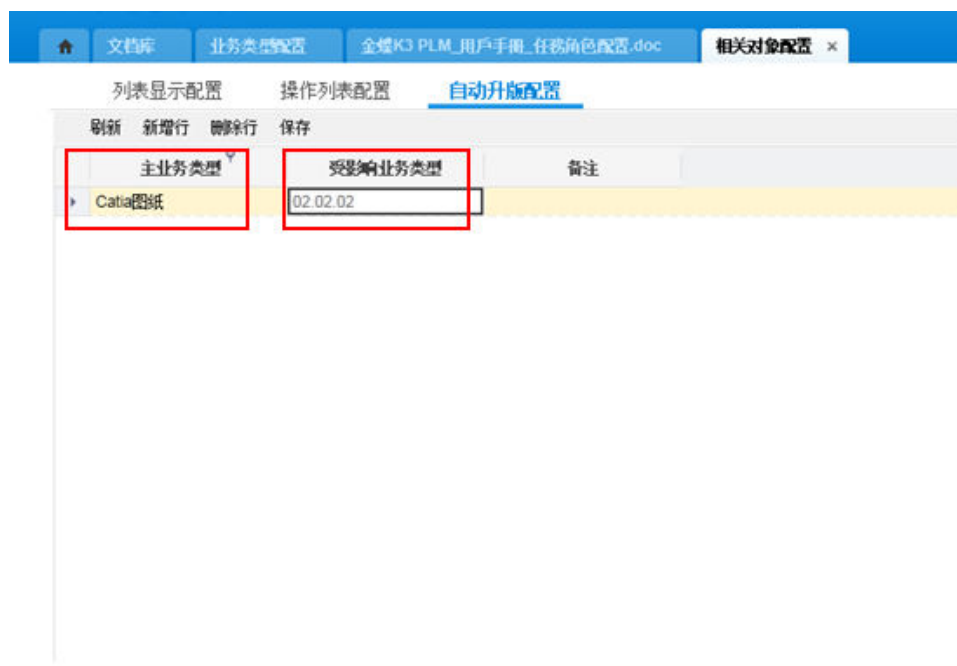 文档库 业务类型配置 金蝶K3 PLM_用戶手冊_任務角色配置.doc 相关对象配置 ×
列表显示配置 操作列表配置 自动升版配置
刷新 新增行 删除行 保存
主业务类型 受影响业务类型 备注
Catia图纸 02.02.02